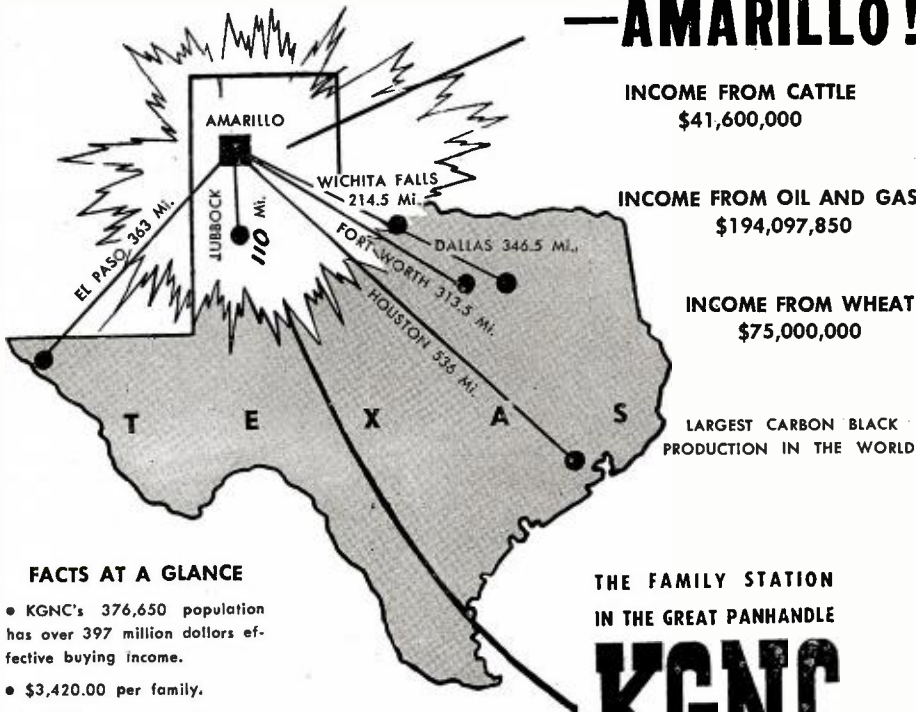 —AMARILLO!
INCOME FROM CATTLE
$41,600,000
INCOME FROM OIL AND GAS
$194,097,850
INCOME FROM WHEAT
$75,000,000
LARGEST CARBON BLACK
PRODUCTION IN THE WORLD
AMARILLO
WICHITA FALLS
214.5 Mi.
LUBBOCK
110 Mi.
EL PASO 363 Mi.
FORT WORTH 313.5 Mi.
DALLAS 346.5 Mi.
HOUSTON 536 Mi.
T E X A S
FACTS AT A GLANCE
• KGNC's 376,650 population
has over 397 million dollars ef-
fective buying income.
• $3,420.00 per family.
THE FAMILY STATION
IN THE GREAT PANHANDLE
KGNC